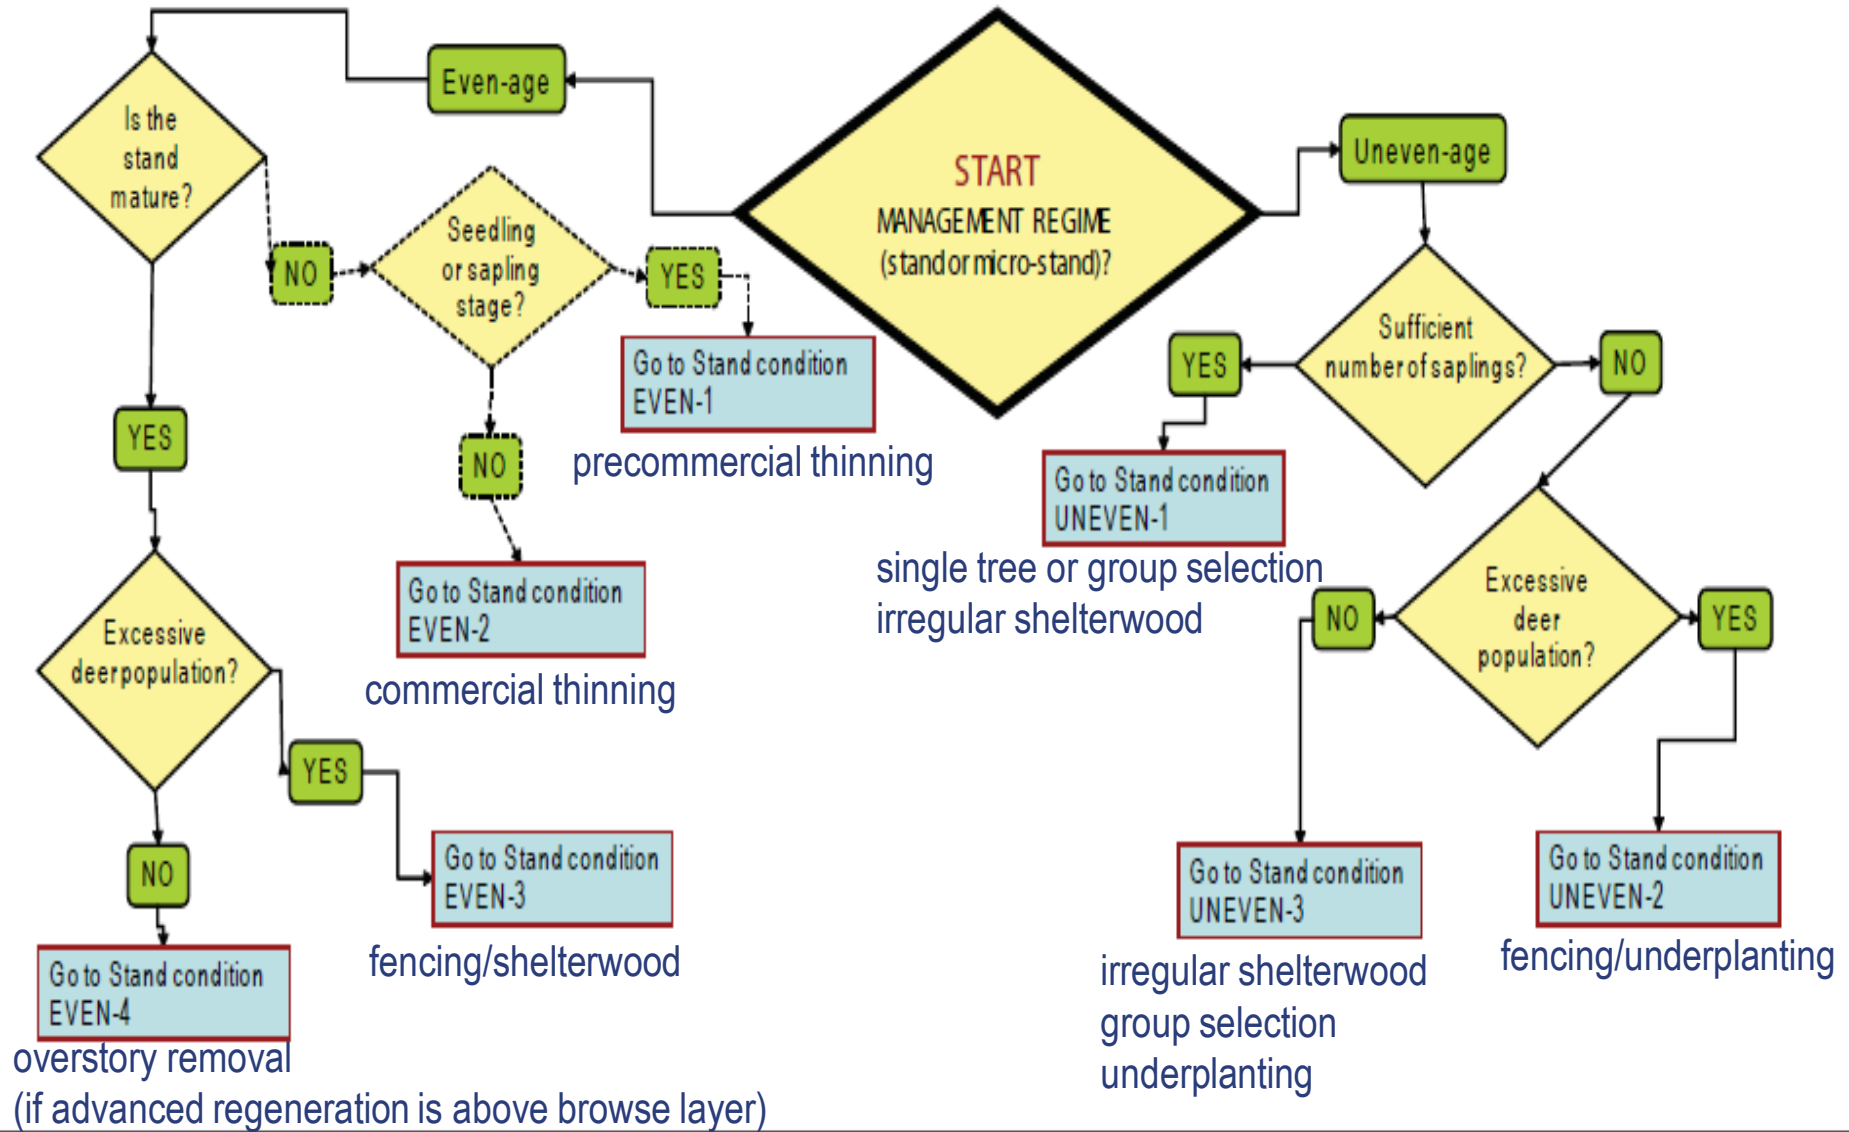 START
MANAGEMENT REGIME
(stand or micro-stand)?
Even-age
Is the
stand
mature?
NO
Seedling
or sapling
stage?
YES
Go to Stand condition
EVEN-1
precommercial thinning
NO
Go to Stand condition
EVEN-2
commercial thinning
YES
Excessive
deer population?
YES
Go to Stand condition
EVEN-3
fencing/shelterwood
NO
Go to Stand condition
EVEN-4
overstory removal
(if advanced regeneration is above browse layer)
Uneven-age
Sufficient
number of saplings?
YES
Go to Stand condition
UNEVEN-1
single tree or group selection
irregular shelterwood
NO
Excessive
deer
population?
NO
Go to Stand condition
UNEVEN-3
irregular shelterwood
group selection
underplanting
YES
Go to Stand condition
UNEVEN-2
fencing/underplanting